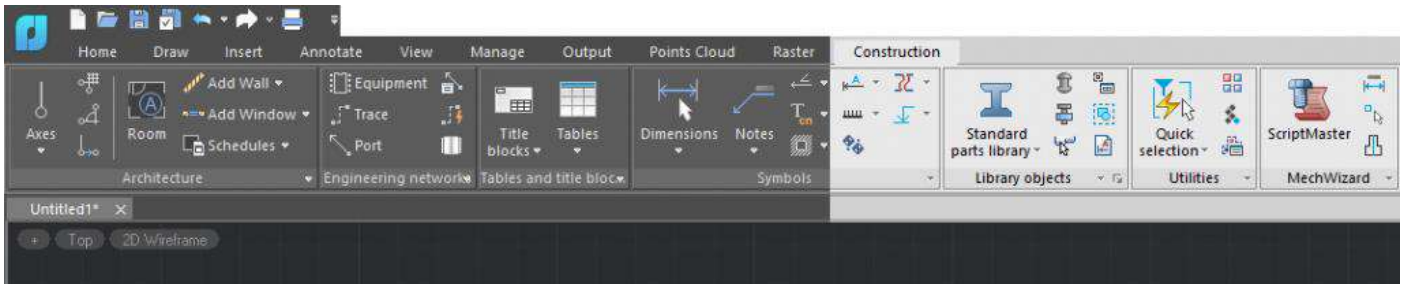 Home Draw Insert Annotate View Manage Output Points Cloud Raster Construction
Axes
Room
Add Wall
Add Window
Schedules
Architecture
Equipment
Trace
Port
Engineering networks
Title
blocks
Tables
Tables and title bloc
Dimensions
Notes
Symbols
Standard
parts library
Library objects
Quick
selection
Utilities
ScriptMaster
MechWizard
Untitled1*
+ Top 2D Wireframe